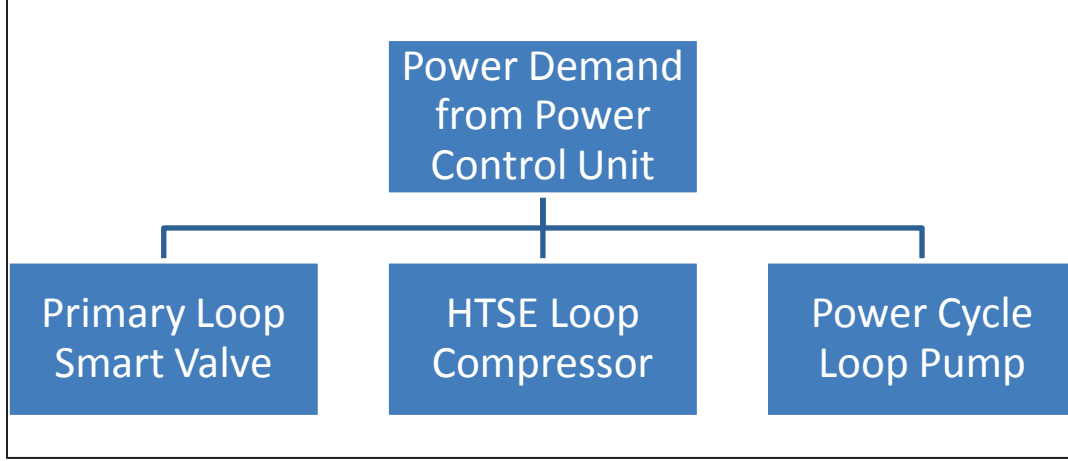 Power Demand
from Power
Control Unit
Primary Loop
Smart Valve
HTSE Loop
Compressor
Power Cycle
Loop Pump